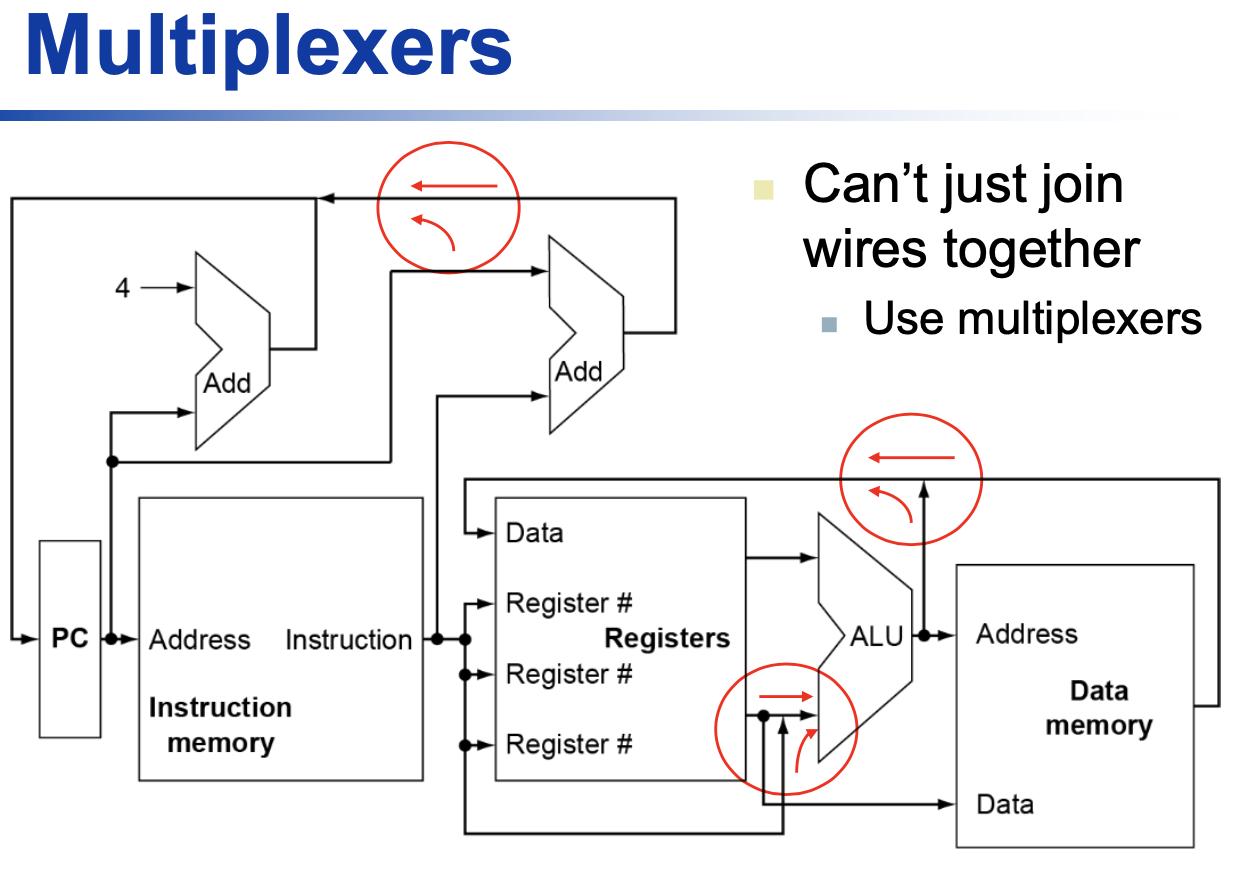 Multiplexers
Can't just join
wires together
Use multiplexers
4
Add
Add
PC
Address Instruction
Instruction
memory
Data
Register #
Registers
Register #
Register #
ALU
Address
Data
memory
Data